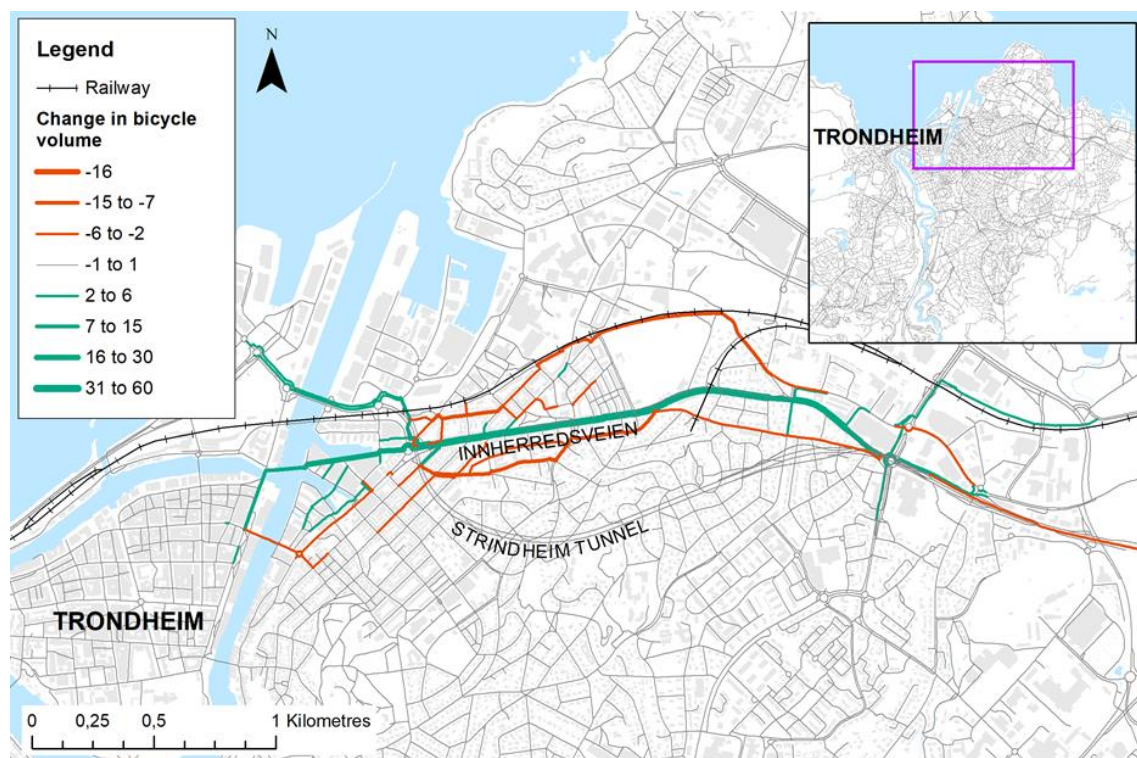 Legend
Railway
Change in bicycle
volume
-16
-15 to -7
-6 to -2
-1 to 1
2 to 6
7 to 15
16 to 30
31 to 60
N
TRONDHEIM
INNHERREDSVEIEN
STRINDHEIM TUNNEL
TRONDHEIM
0 0,25 0,5 1 Kilometres